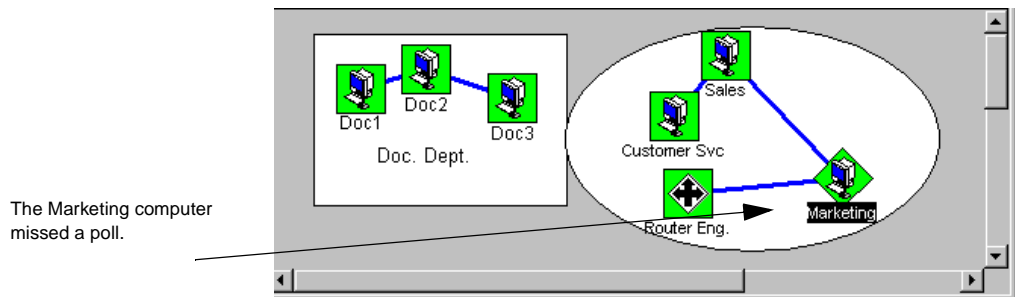 Sales
Doc2
Doc1
Doc3
Customer Svc
Doc. Dept.
Marketing
Router Eng.
The Marketing computer
missed a poll.